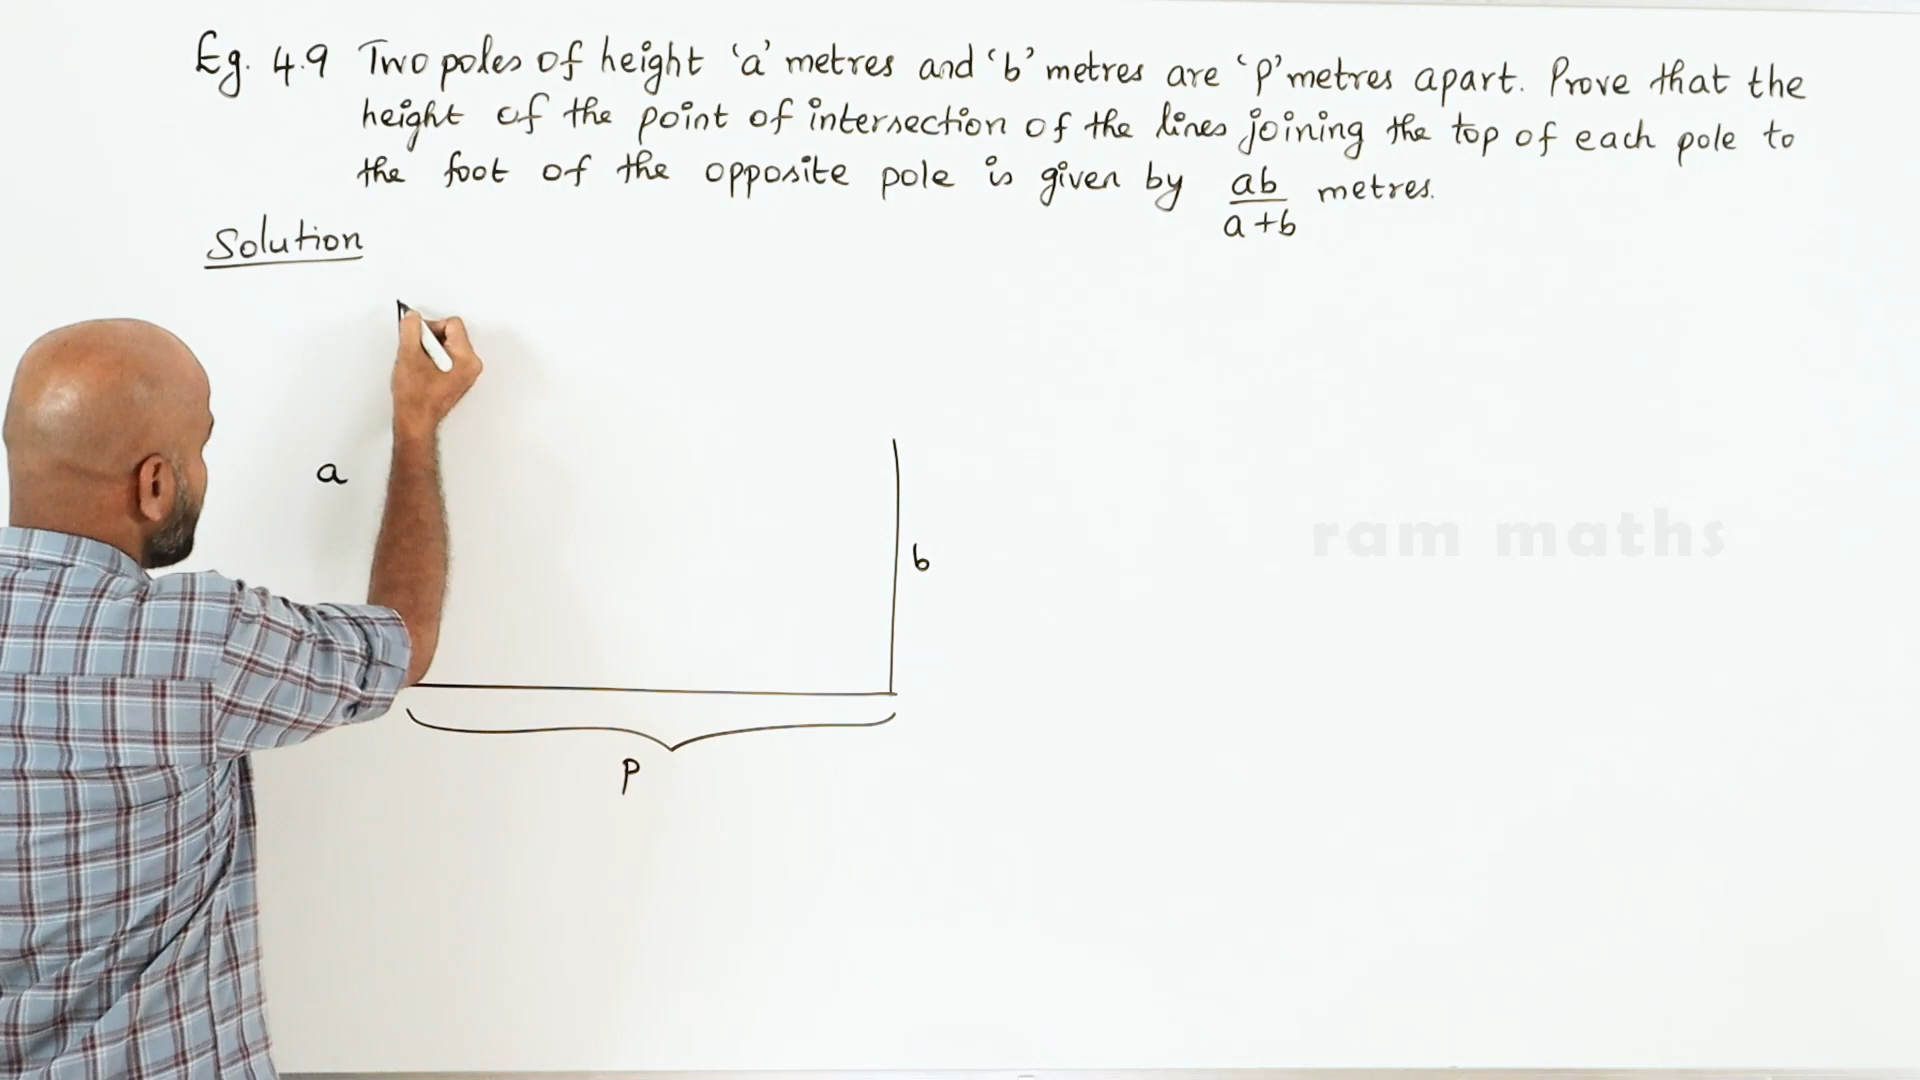 Eg. 4.9 Two poles of height 'a' metres and 'b' metres are 'p' metres apart. Prove that the
height of the point of intersection of the lines joining the top of each pole to
the foot of the opposite pole is given by ab/a+b metres.
Solution
a
b
ram maths
P